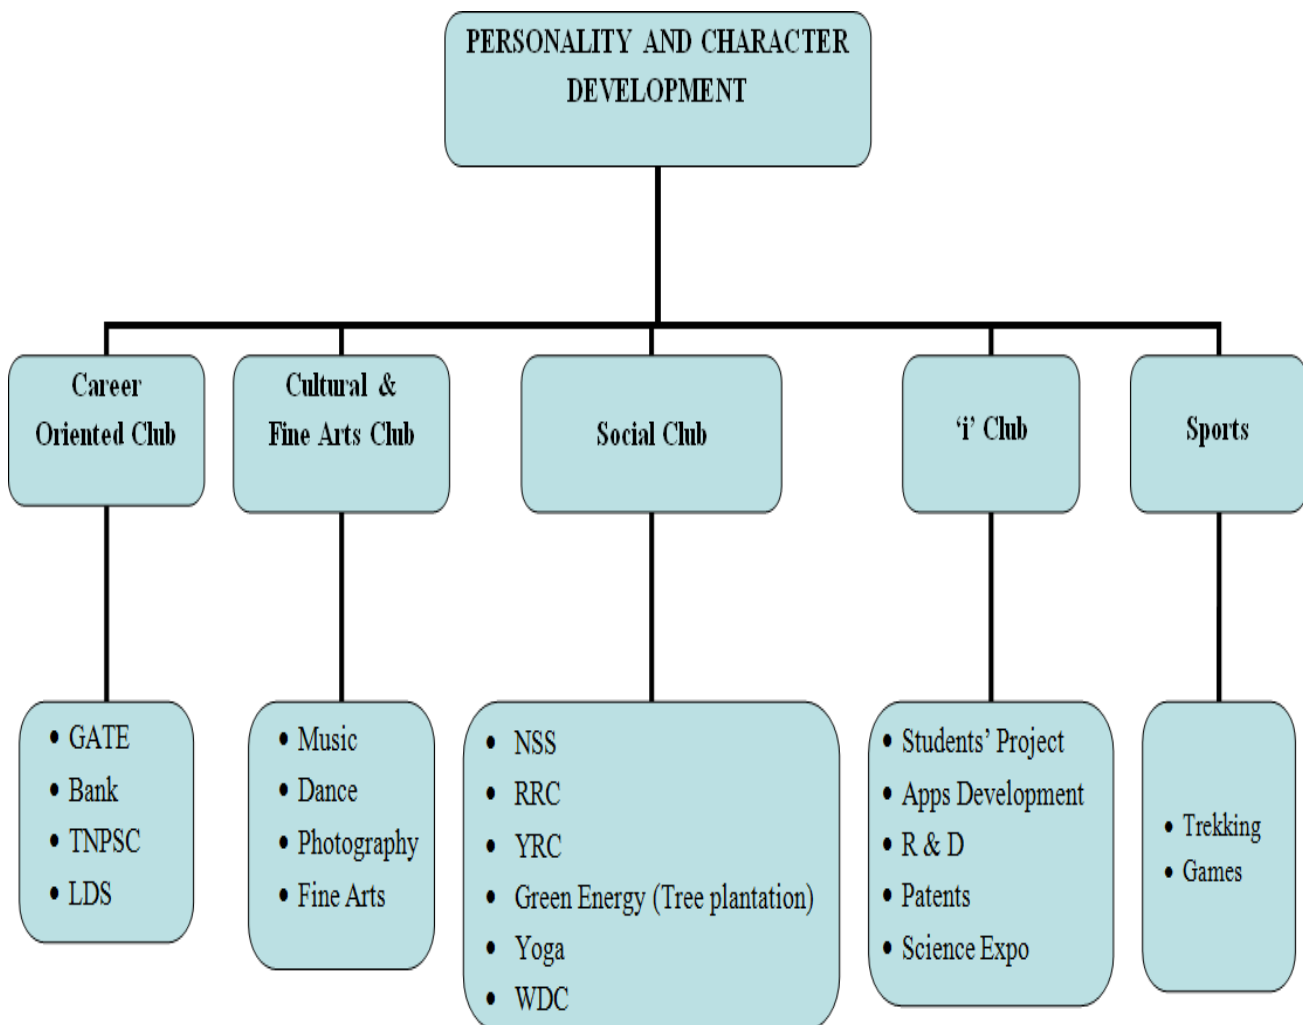 PERSONALITY AND CHARACTER
DEVELOPMENT
Career
Oriented Club
Cultural &
Fine Arts Club
Social Club
‘i’ Club
Sports
• GATE
• Bank
• TNPSC
• LDS
• Music
• Dance
• Photography
• Fine Arts
• NSS
• RRC
• YRC
• Green Energy (Tree plantation)
• Yoga
• WDC
• Students’ Project
• Apps Development
• R & D
• Patents
• Science Expo
• Trekking
• Games